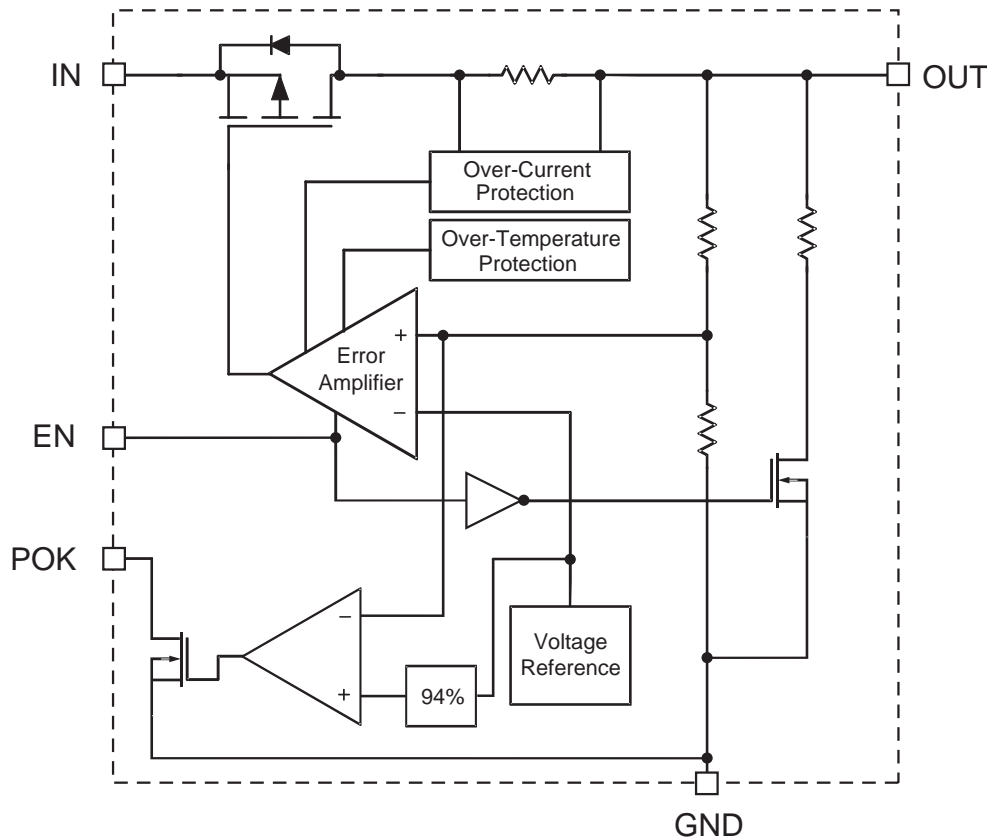 IN
OUT
Over-Current
Protection
Over-Temperature
Protection
+
Error
Amplifier
−
EN
POK
−
Voltage
Reference
+
94%
GND